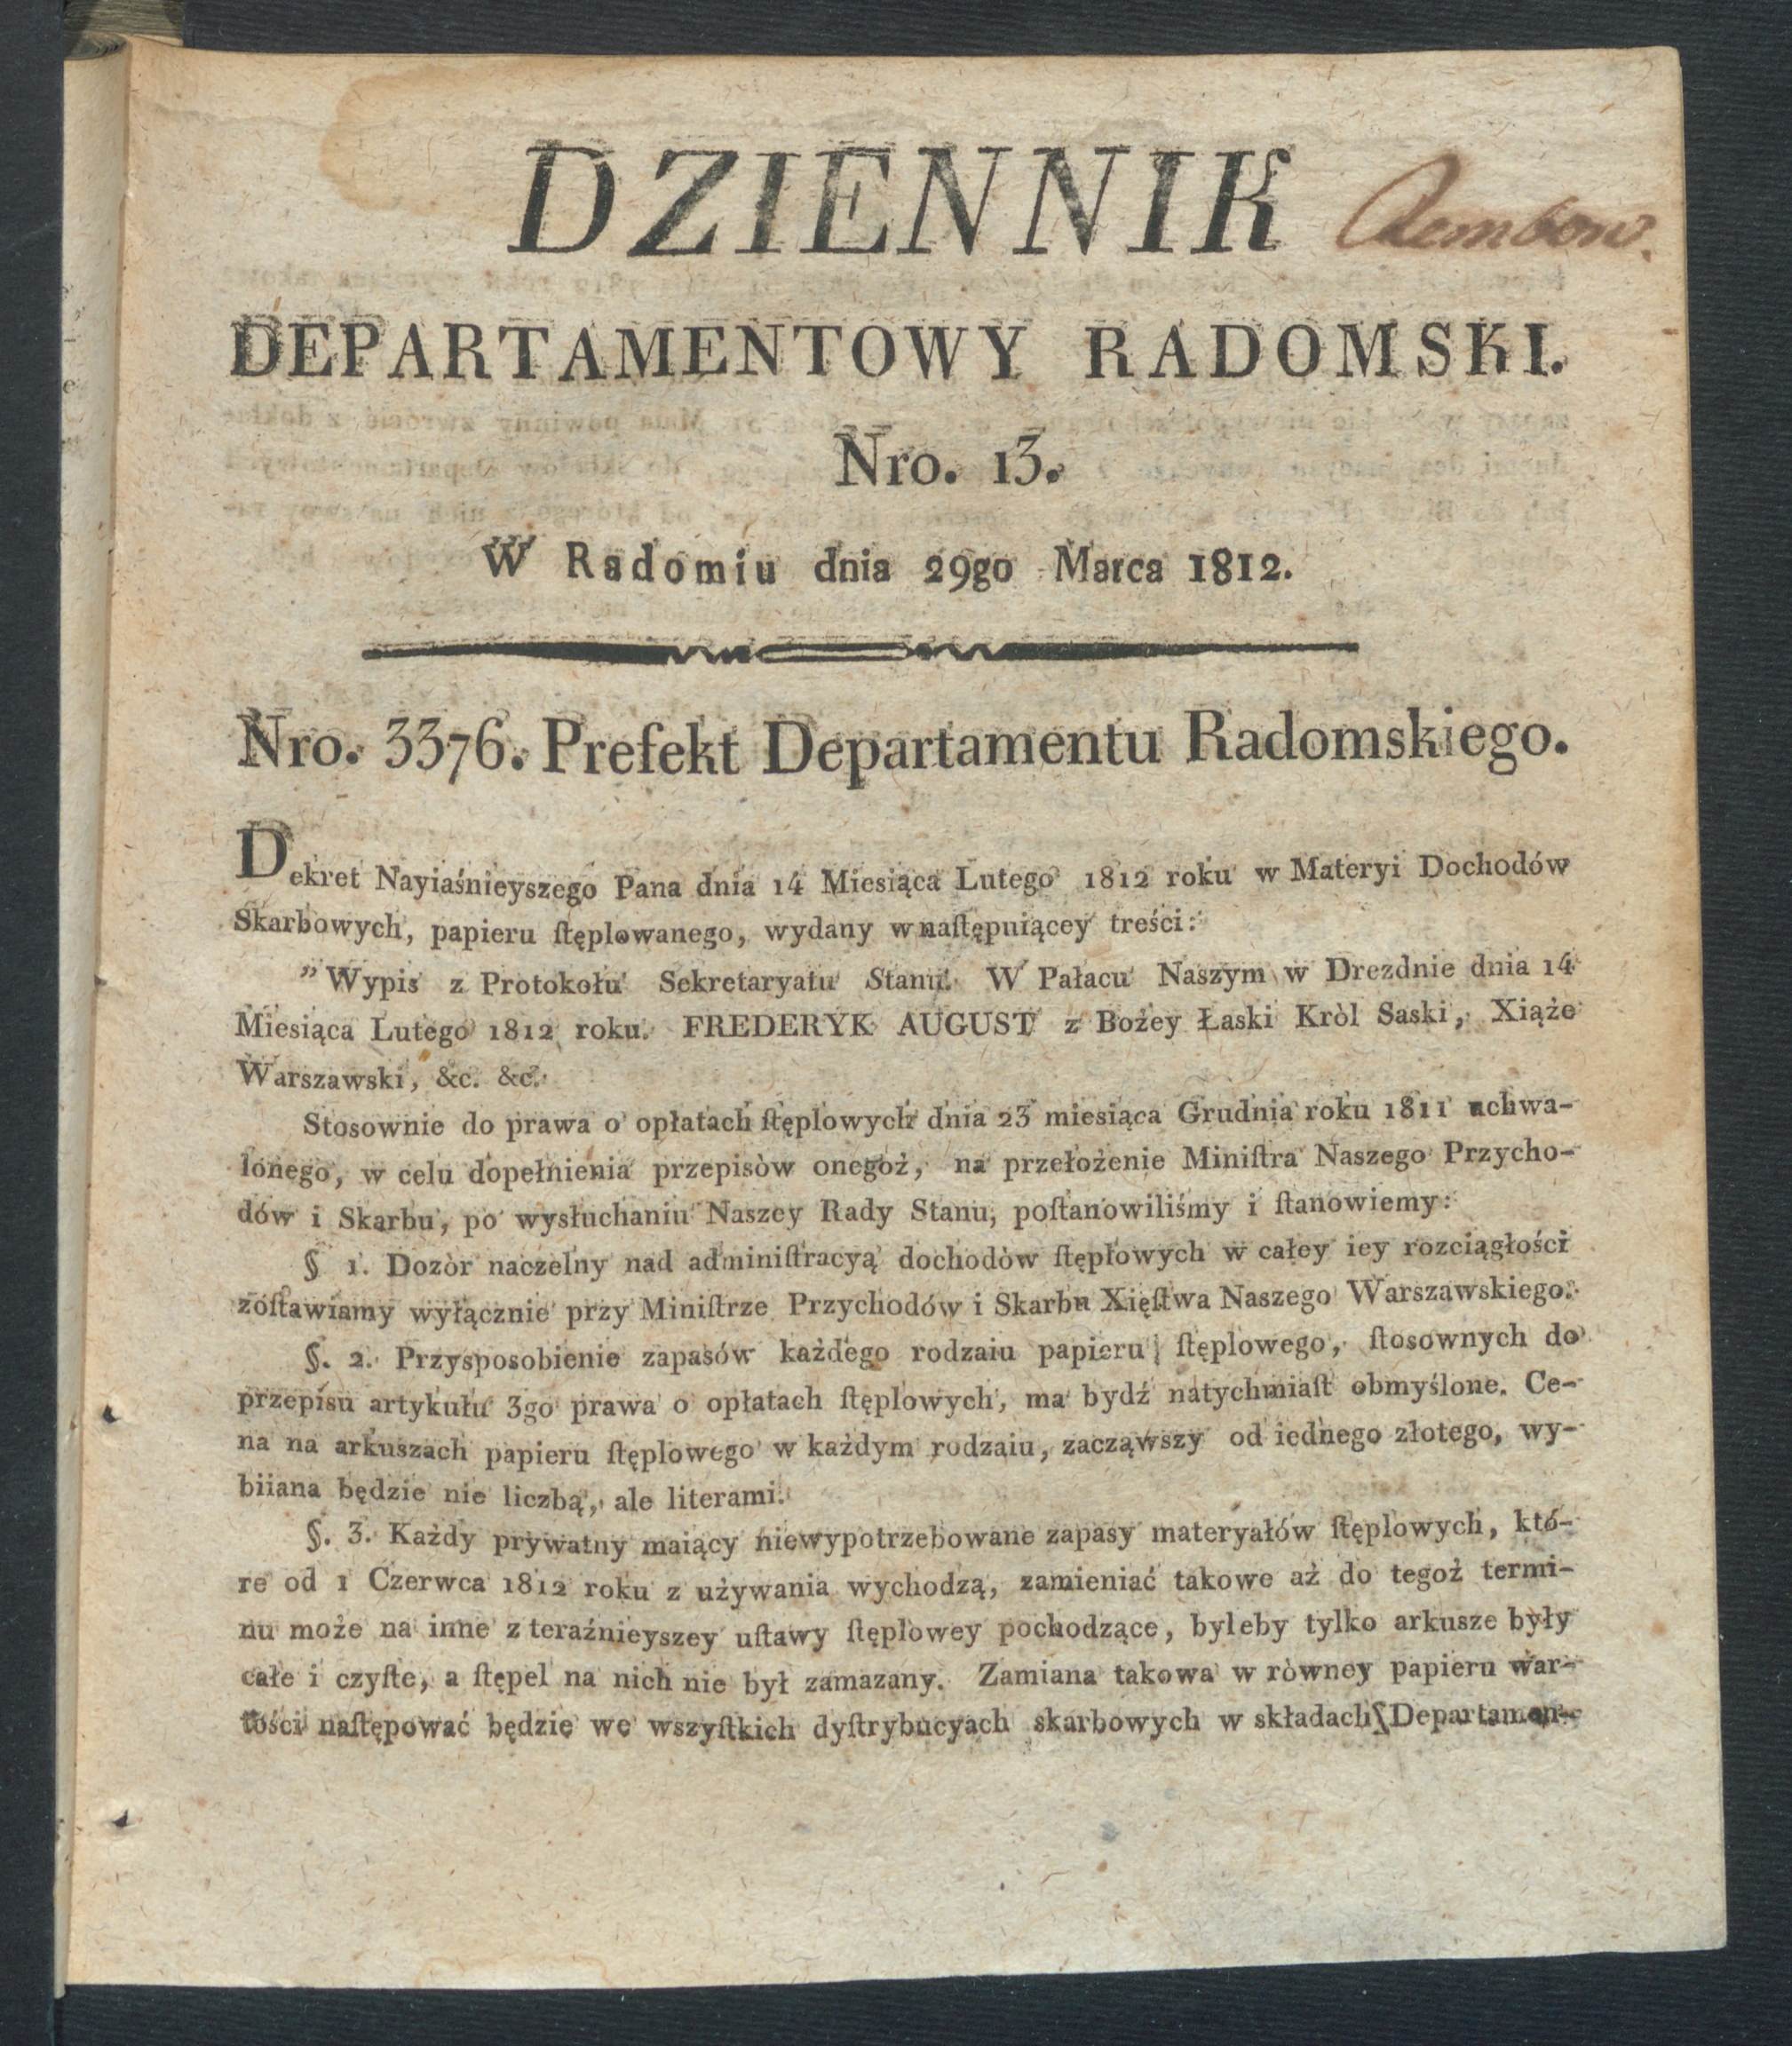 DZIENNIK
Rembow.
DEPARTAMENTOWY RADOMSKI.
Nro. 13.
W Radomiu dnia 29go Marca 1812.
Nro. 3376. Prefekt Departamentu Radomskiego.
Dekret Nayiaśnieyszego Pana dnia 14 Miesiąca Lutego 1812 roku w Materyi Dochodów
Skarbowych, papieru ſtęplowanego, wydany w naſtępuiącey treści:
"Wypis z Protokołu Sekretaryatu Stanu. W Pałacu Naszym w Dreznie dnia 14
Miesiąca Lutego 1812 roku. FREDERYK AUGUST z Bożey Łaski Kròl Saski, Xiąże
Warszawski, &c. &c.
Stosownie do prawa o opłatach ſtęplowych dnia 23 miesiąca Grudnia roku 1811 uchwa-
lonego, w celu dopełnienia przepisòw onegoż, na przełożenie Miniſtra Naszego Przycho-
dów i Skarbu, po wysłuchaniu Naszey Rady Stanu, poſtanowiliśmy i ſtanowiemy:
§ 1. Dozòr naczelny nad adminiſtracyą dochodòw ſtęplowych w całey iey rozciągłości
zoſtawiamy wyłącznie przy Miniſtrze Przychodów i Skarbu Xięſtwa Naszego Warszawskiego.
§. 2. Przysposobienie zapasów każdego rodzaiu papieru ſtęplowego, ſtosownych do
przepisu artykułu 3go prawa o opłatach ſtęplowych, ma bydź natychmiaſt obmyślone. Ce-
na na arkuszach papieru ſtęplowego w każdym rodzaiu, zacząwszy od iednego złotego, wy-
biiana będzie nie liczbą, ale literami.
§. 3. Każdy prywatny maiący niewypotrzebowane zapasy materyałów ſtęplowych, któ-
re od 1 Czerwca 1812 roku z używania wychodzą, zamieniać takowe aż do tegoż termi-
nu może na inne z teraźnieyszey uſtawy ſtęplowey pochodzące, byleby tylko arkusze były
całe i czyſte, a ſtępel na nich nie był zamazany. Zamiana takowa w ròwney papieru war-
tości naſtępować będzie we wszyſtkich dyſtrybucyach skarbowych w składach Departamen-